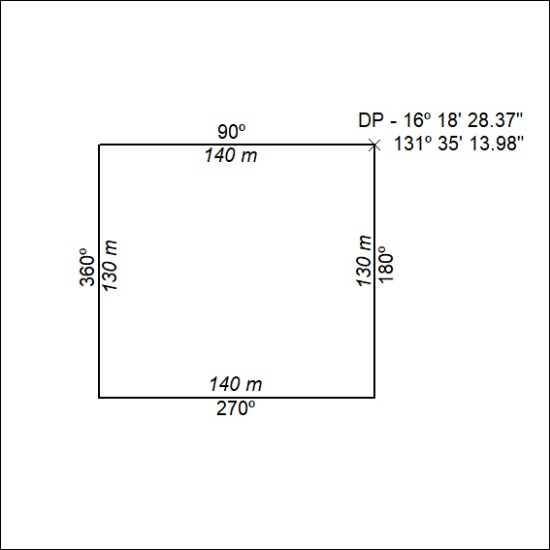 DP - 16º 18' 28.37"
131º 35' 13.98"
90º
140 m
360º
130 m
130 m
180º
140 m
270º